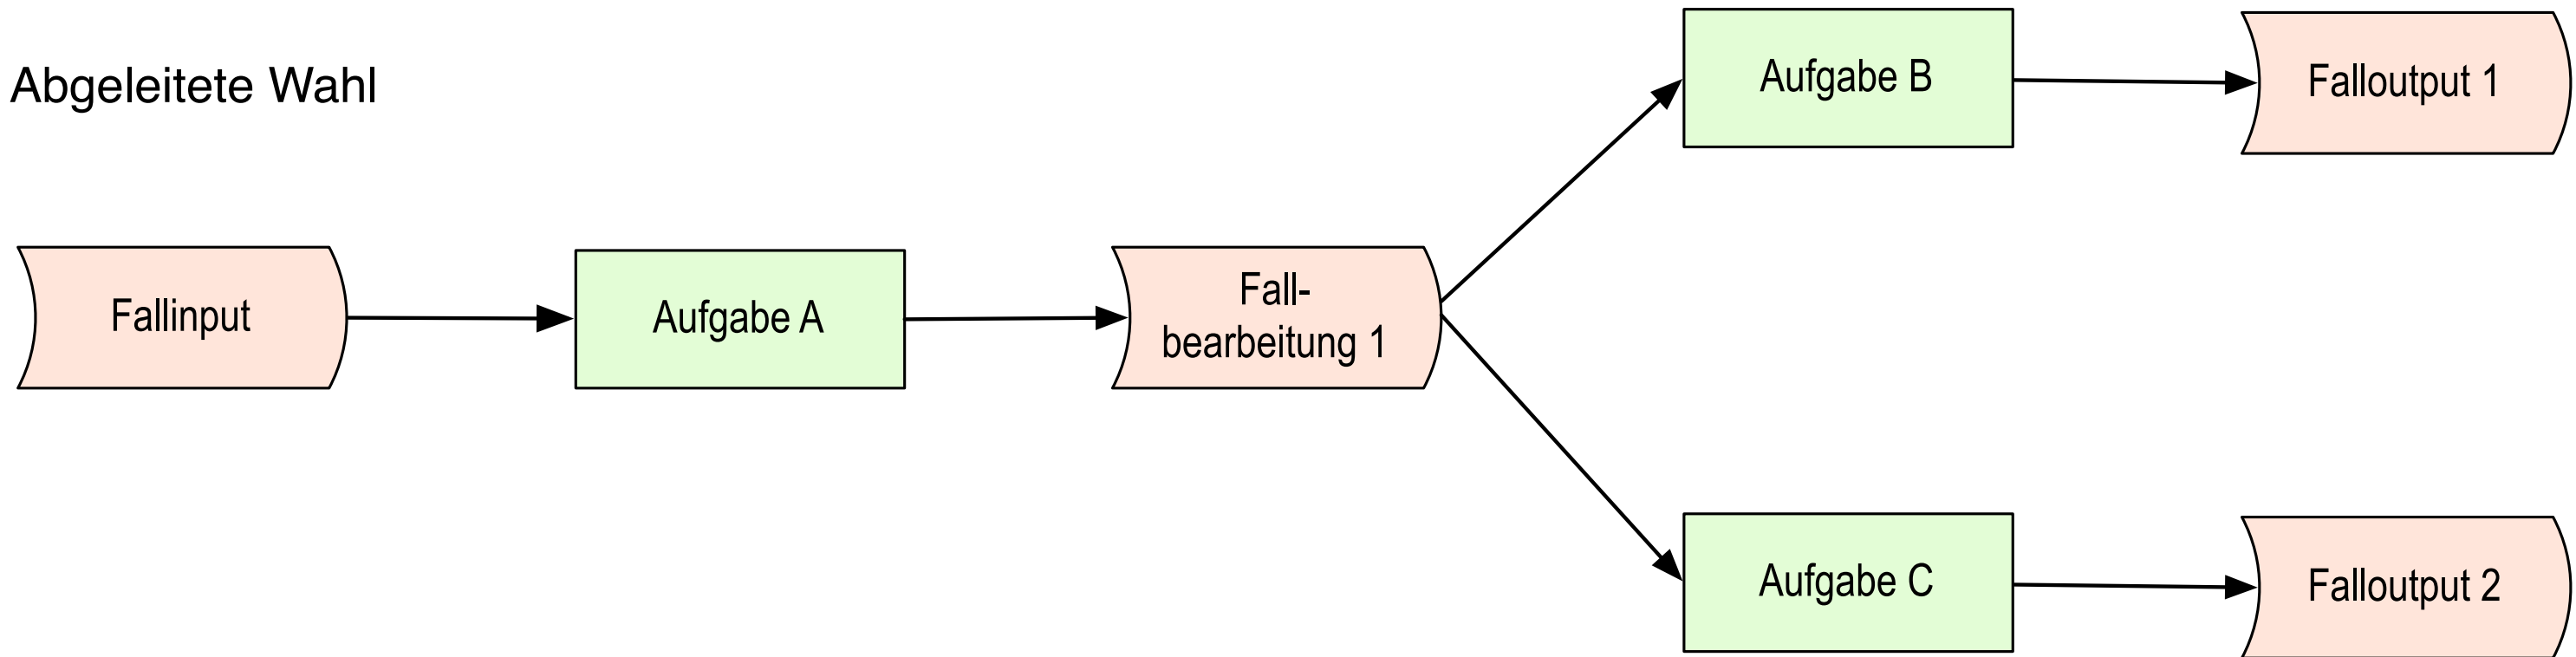 Abgeleitete Wahl
Fallinput
Aufgabe A
Fall-
bearbeitung 1
Aufgabe B
Falloutput 1
Aufgabe C
Falloutput 2